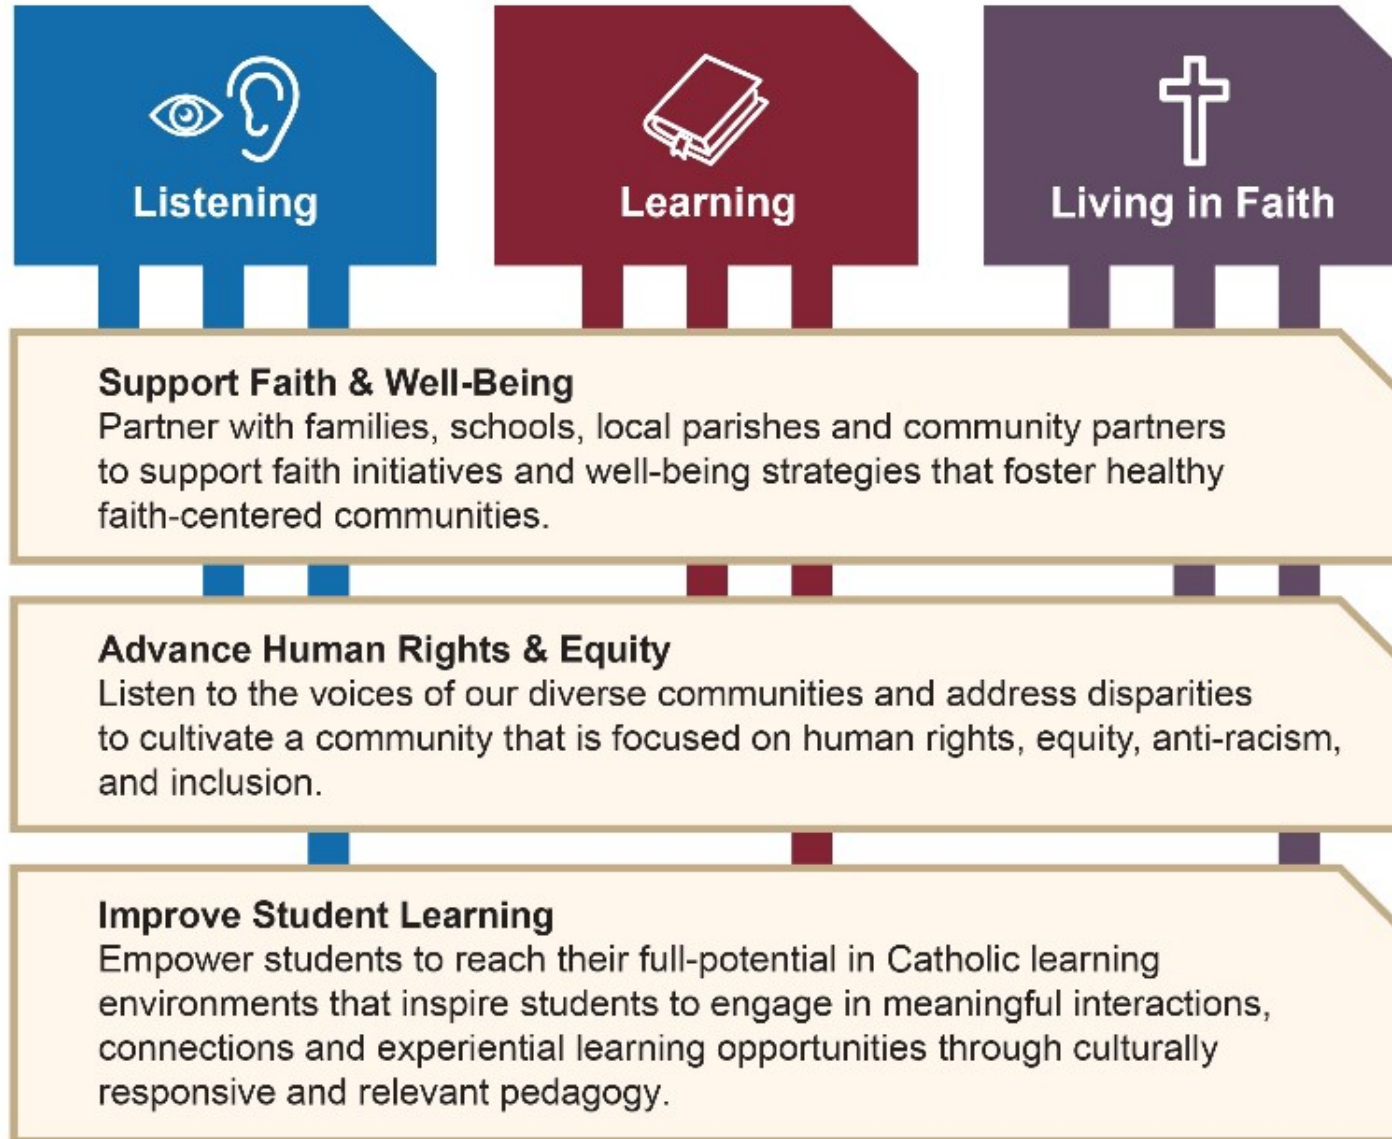 Listening
Learning
Living in Faith
Support Faith & Well-Being
Partner with families, schools, local parishes and community partners
to support faith initiatives and well-being strategies that foster healthy
faith-centered communities.
Advance Human Rights & Equity
Listen to the voices of our diverse communities and address disparities
to cultivate a community that is focused on human rights, equity, anti-racism,
and inclusion.
Improve Student Learning
Empower students to reach their full-potential in Catholic learning
environments that inspire students to engage in meaningful interactions,
connections and experiential learning opportunities through culturally
responsive and relevant pedagogy.